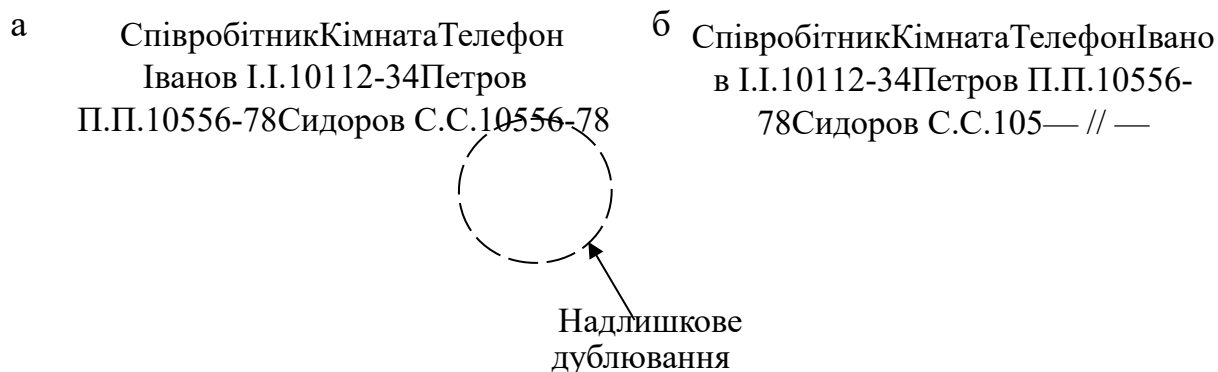 а
СпівробітникКімнатаТелефон
Іванов І.І.10112-34Петров
П.П.10556-78Сидоров С.С.10556-78
б
СпівробітникКімнатаТелефонІвано
в І.І.10112-34Петров П.П.10556-
78Сидоров С.С.105— // —
Надлишкове
дублювання